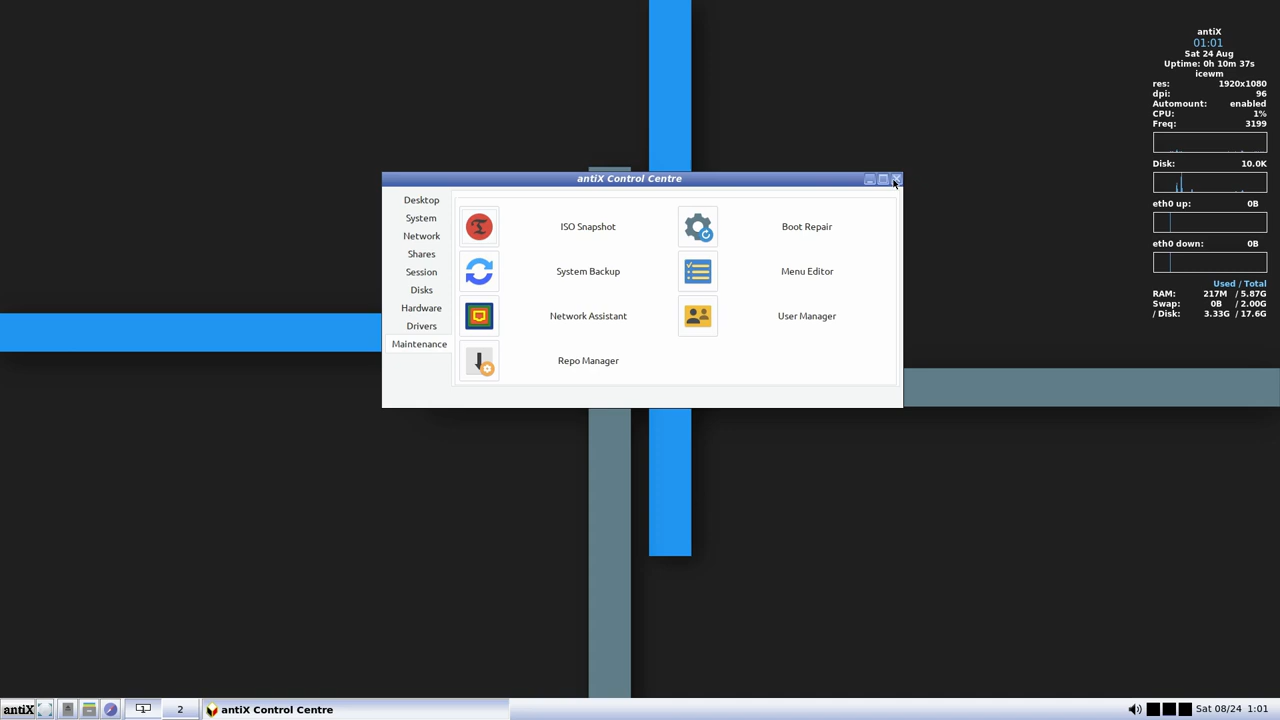 antiX
01:01
Sat 24 Aug
Uptime: 0h 10m 37s
icewm
res: 1920x1080
dpi: 96
Automount: enabled
CPU: 1%
Freq: 3199
Disk: 10.0K
eth0 up: 0B
eth0 down: 0B
Used / Total
RAM: 217M / 5.87G
Swap: 0B / 2.00G
/ Disk: 3.33G / 17.6G
antiX Control Centre
Desktop
System
Network
Shares
Session
Disks
Hardware
Drivers
Maintenance
ISO Snapshot Boot Repair
System Backup Menu Editor
Network Assistant User Manager
Repo Manager
antiX 1 2 antiX Control Centre Sat 08/24 1:01